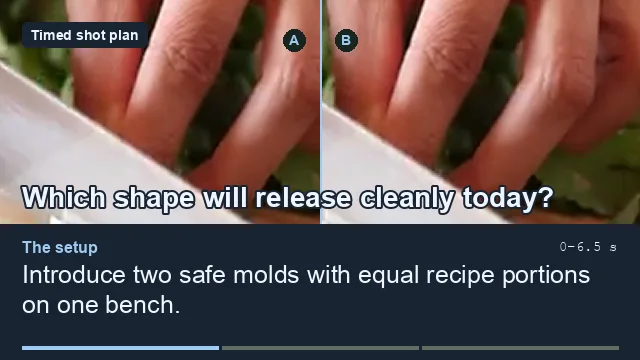 Timed shot plan
A
B
Which shape will release cleanly today?
The setup
0–6.5 s
Introduce two safe molds with equal recipe portions
on one bench.